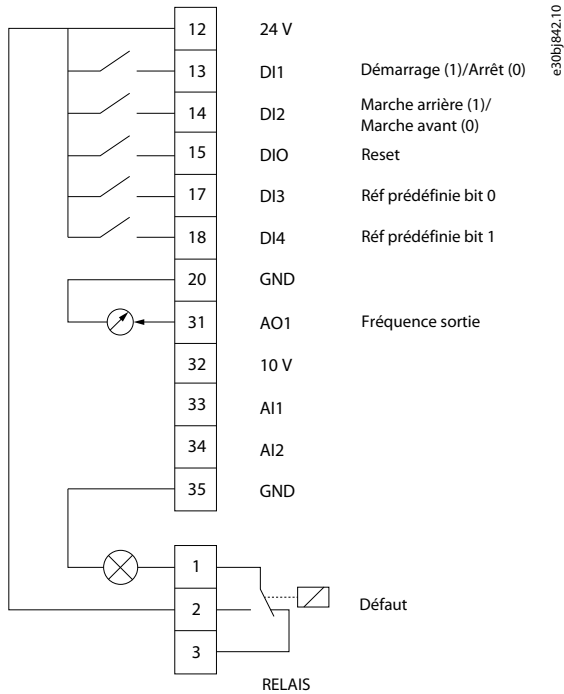 e30bj842.10
12 24 V
13 DI1 Démarrage (1)/Arrêt (0)
14 DI2 Marche arrière (1)/
Marche avant (0)
15 DIO Reset
17 DI3 Réf prédéfinie bit 0
18 DI4 Réf prédéfinie bit 1
20 GND
31 AO1 Fréquence sortie
32 10 V
33 AI1
34 AI2
35 GND
1
2 Défaut
3
RELAIS